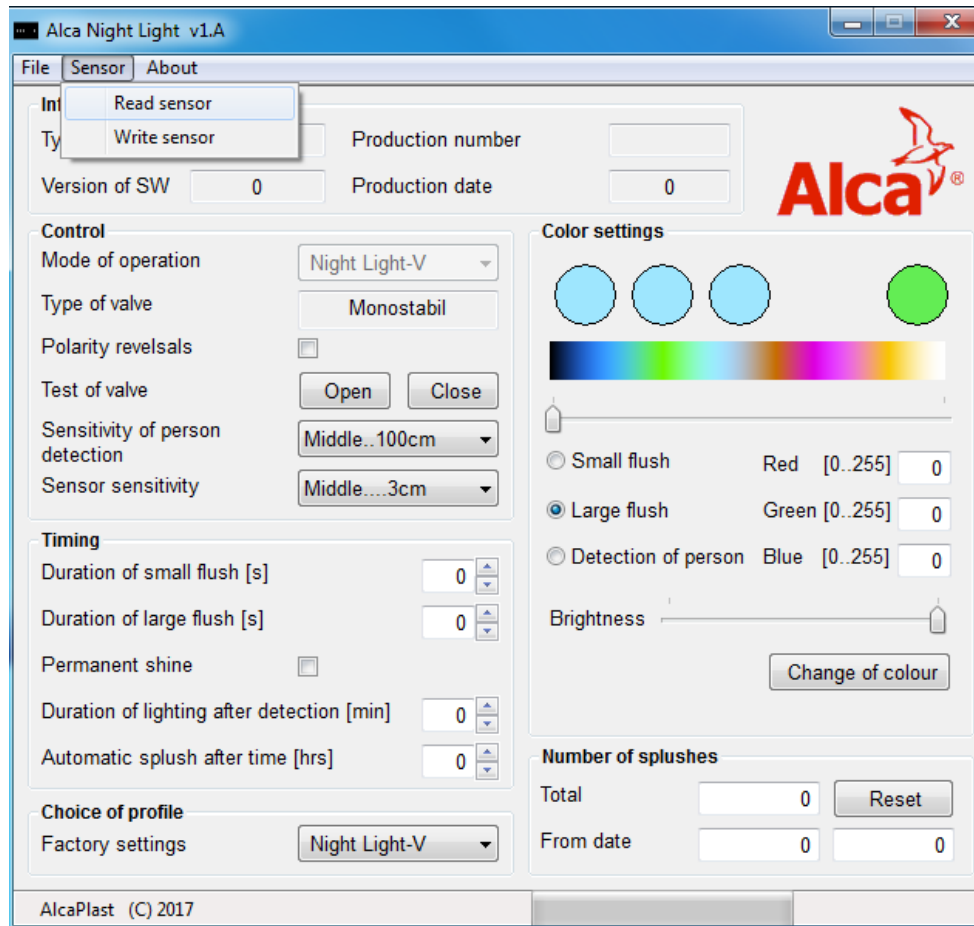 Alca Night Light v1.A
File Sensor About
Read sensor
Write sensor
Production number
Version of SW 0 Production date 0
Alca®
Control
Mode of operation Night Light-V
Type of valve Monostabil
Polarity revelsals
Test of valve Open Close
Sensitivity of person
detection Middle..100cm
Sensor sensitivity Middle....3cm
Timing
Duration of small flush [s] 0
Duration of large flush [s] 0
Permanent shine
Duration of lighting after detection [min] 0
Automatic splush after time [hrs] 0
Choice of profile
Factory settings Night Light-V
Color settings
Small flush Red [0..255] 0
Large flush Green [0..255] 0
Detection of person Blue [0..255] 0
Brightness
Change of colour
Number of splushes
Total 0 Reset
From date 0 0
AlcaPlast (C) 2017